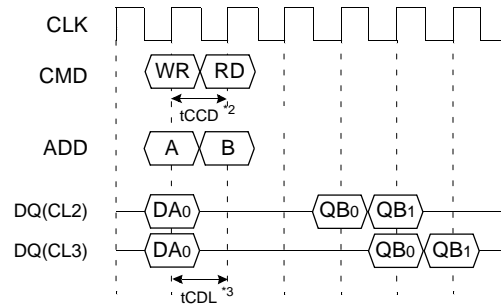 CLK
CMD WR RD
tCCD *2
ADD A B
DQ(CL2) DA0 QB0 QB1
DQ(CL3) DA0 QB0 QB1
tCDL *3